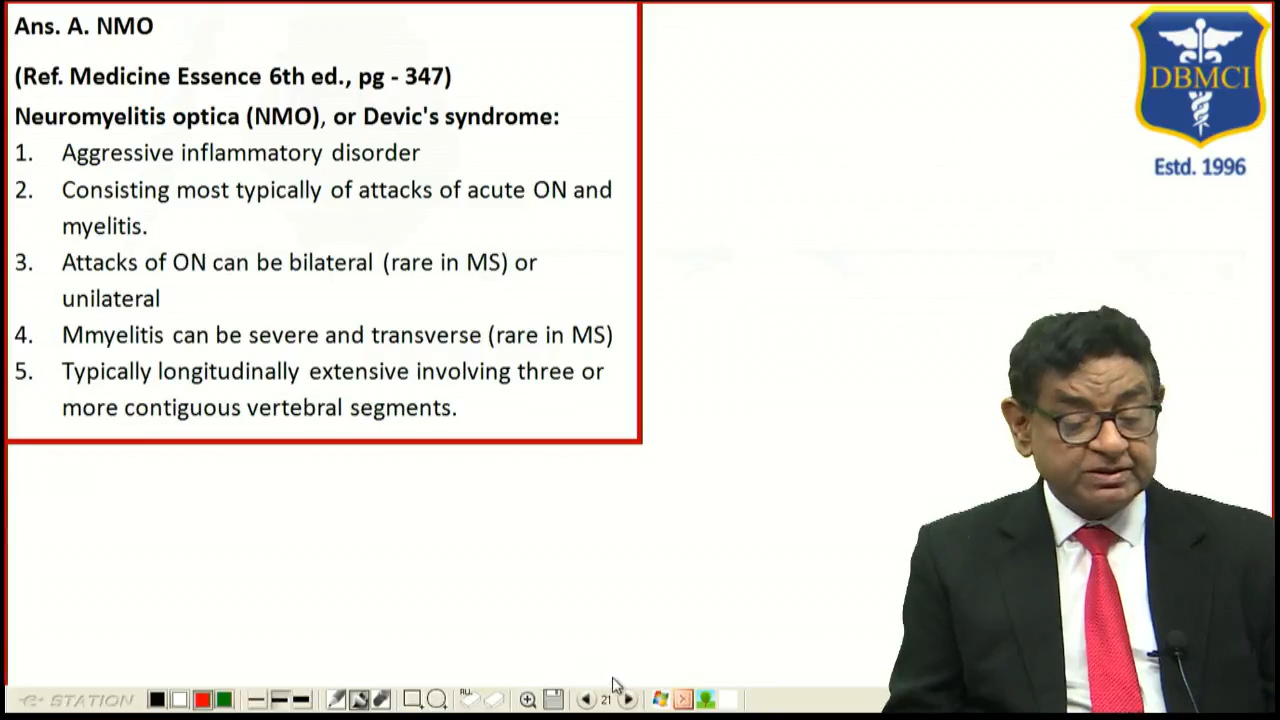 Ans. A. NMO
(Ref. Medicine Essence 6th ed., pg - 347)
Neuromyelitis optica (NMO), or Devic's syndrome:
1. Aggressive inflammatory disorder
2. Consisting most typically of attacks of acute ON and
myelitis.
3. Attacks of ON can be bilateral (rare in MS) or
unilateral
4. Mmyelitis can be severe and transverse (rare in MS)
5. Typically longitudinally extensive involving three or
more contiguous vertebral segments.
DBMCI
Estd. 1996
e-STATION
ALL
21